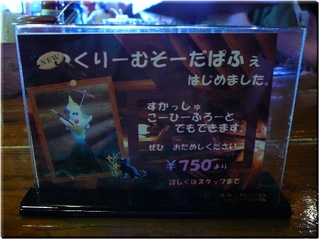 NEW
くりーむそーだぱふぇ
はじめました。
すかっしゅ
こーひーふろーと
でもできます
ぜひ おためしください
￥750より
詳しくはスタッフまで